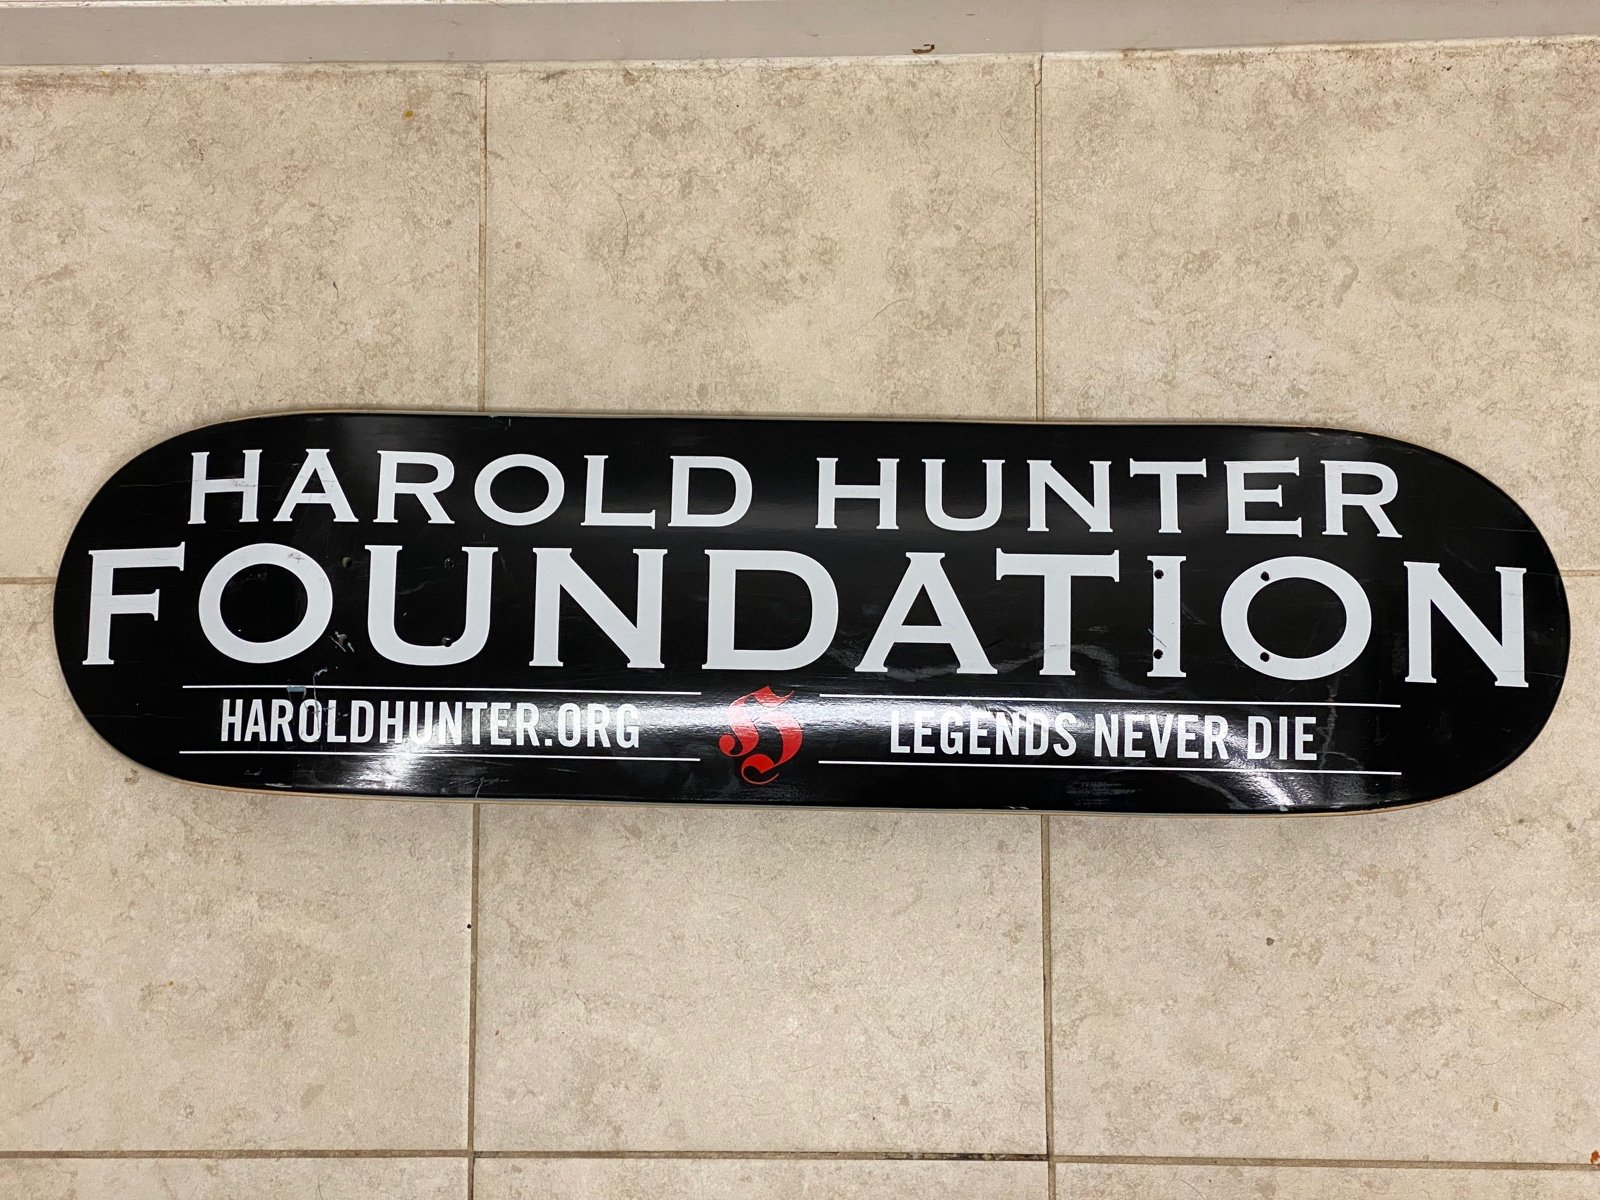 HAROLD HUNTER
FOUNDATION
HAROLDHUNTER.ORG H LEGENDS NEVER DIE